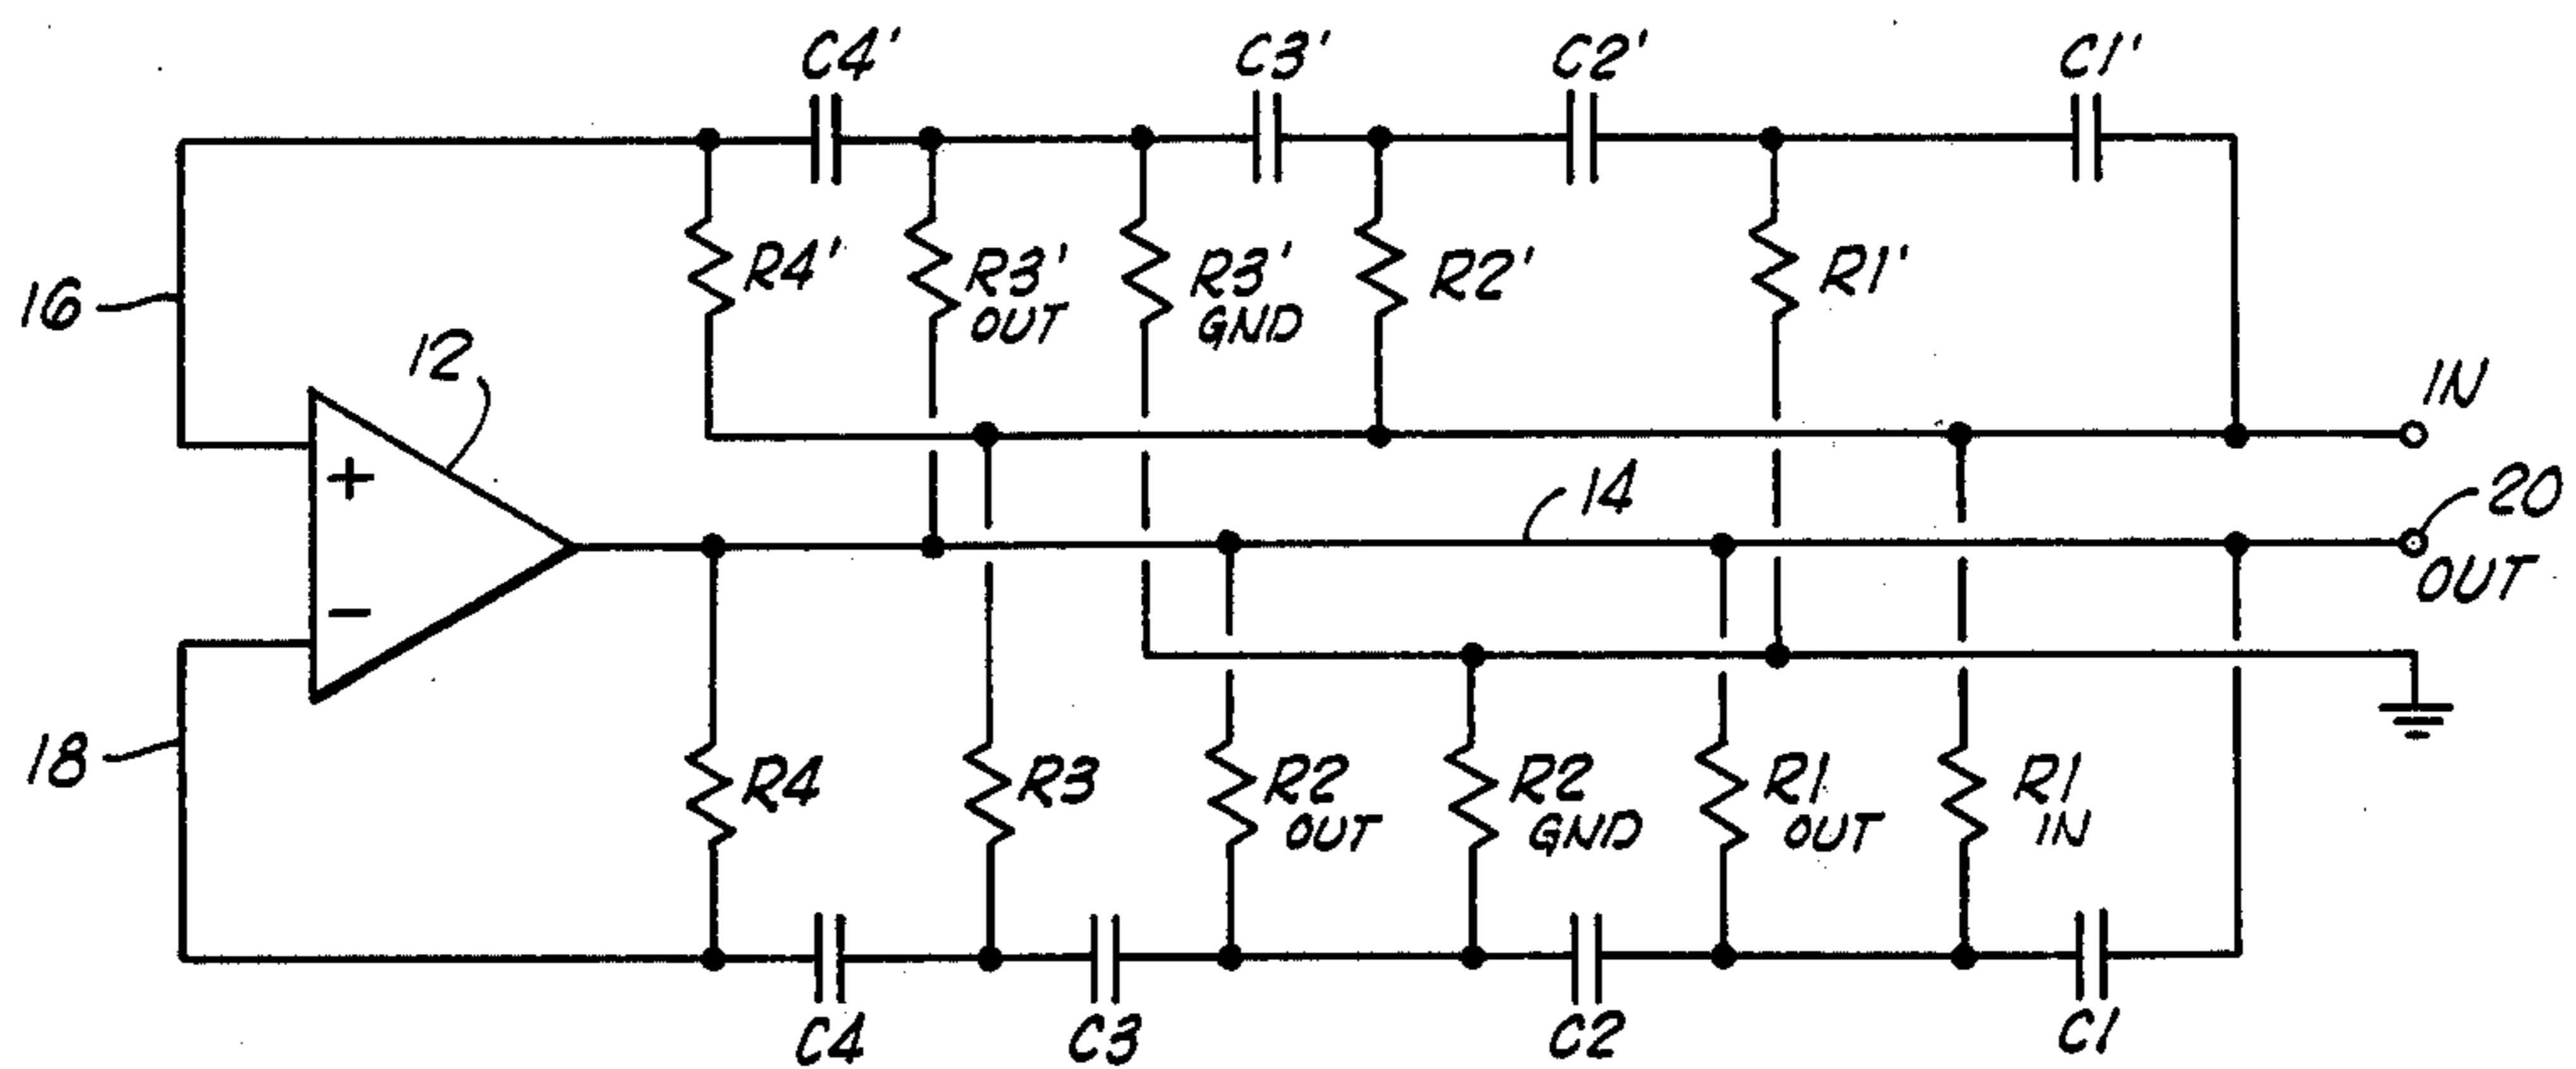 C4' C3' C2' C1'
R4' R3' OUT R3' GND R2' R1'
16
12
IN
+
14
20
OUT
−
18
R4 R3 R2 OUT R2 GND R1 OUT R1 IN
C4 C3 C2 C1